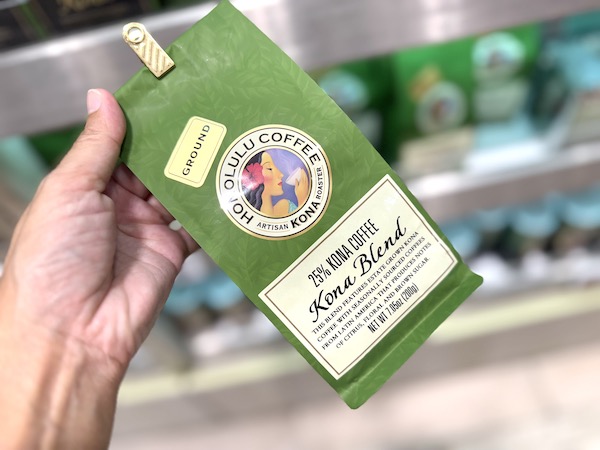 GROUND
HONOLULU COFFEE
ARTISAN KONA ROASTER
25% KONA COFFEE
Kona Blend
THIS BLEND FEATURES ESTATE GROWN KONA
COFFEE WITH SEASONALLY SOURCED COFFEES
FROM LATIN AMERICA THAT PRODUCES NOTES
OF CITRUS, FLORAL AND BROWN SUGAR.
NET WT 7.05oz (200g)